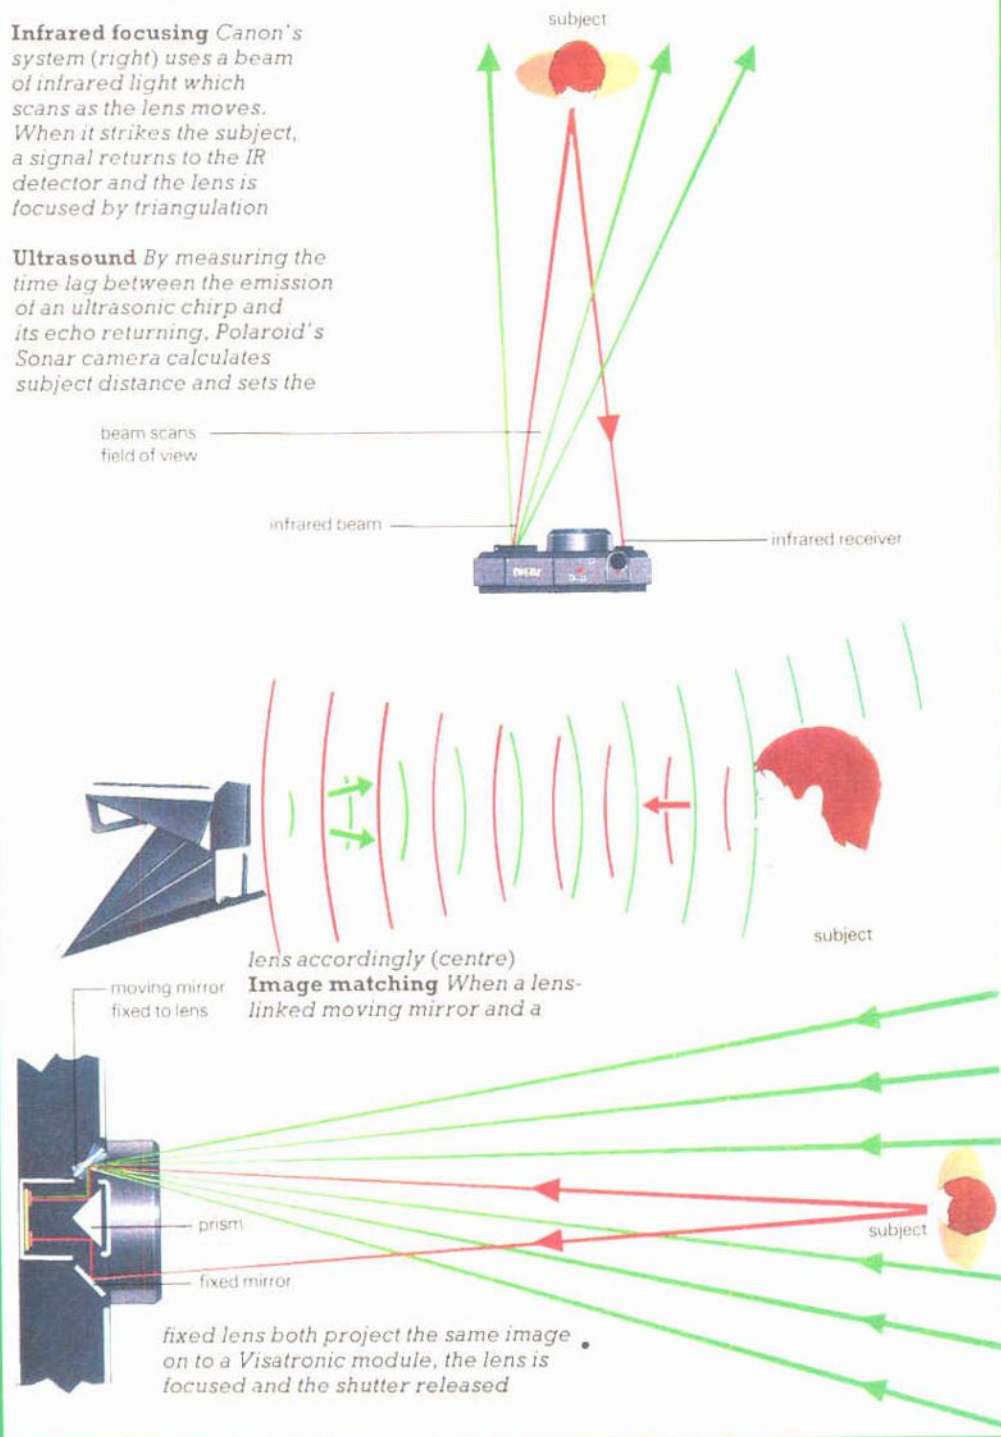 subject
Infrared focusing Canon's
system (right) uses a beam
of infrared light which
scans as the lens moves.
When it strikes the subject,
a signal returns to the IR
detector and the lens is
focused by triangulation
Ultrasound By measuring the
time lag between the emission
of an ultrasonic chirp and
its echo returning, Polaroid's
Sonar camera calculates
subject distance and sets the
beam scans
field of view
infrared beam
infrared receiver
subject
lens accordingly (centre)
Image matching When a lens-
linked moving mirror and a
moving mirror
fixed to lens
prism
subject
fixed mirror
fixed lens both project the same image
on to a Visatronic module, the lens is
focused and the shutter released